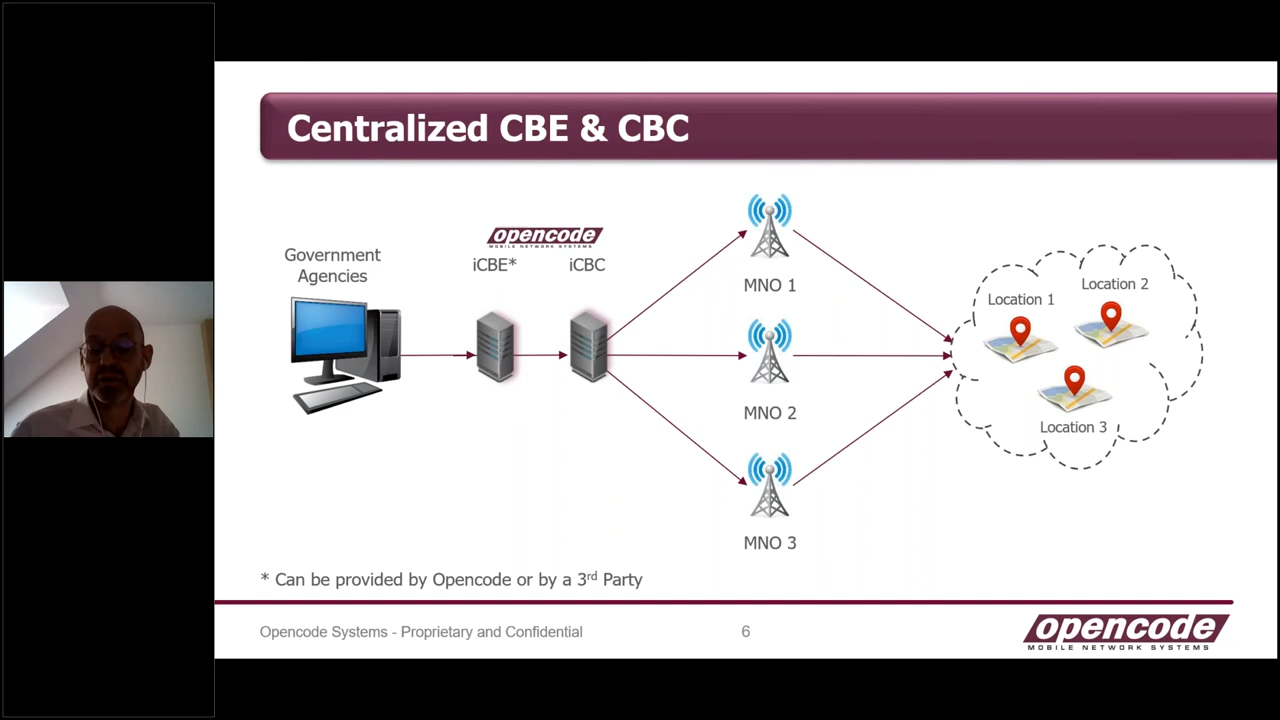 Centralized CBE & CBC
Government
Agencies
opencode
MOBILE NETWORK SYSTEMS
iCBE*
iCBC
MNO 1
MNO 2
MNO 3
Location 1
Location 2
Location 3
* Can be provided by Opencode or by a 3rd Party
Opencode Systems - Proprietary and Confidential
6
opencode
MOBILE NETWORK SYSTEMS